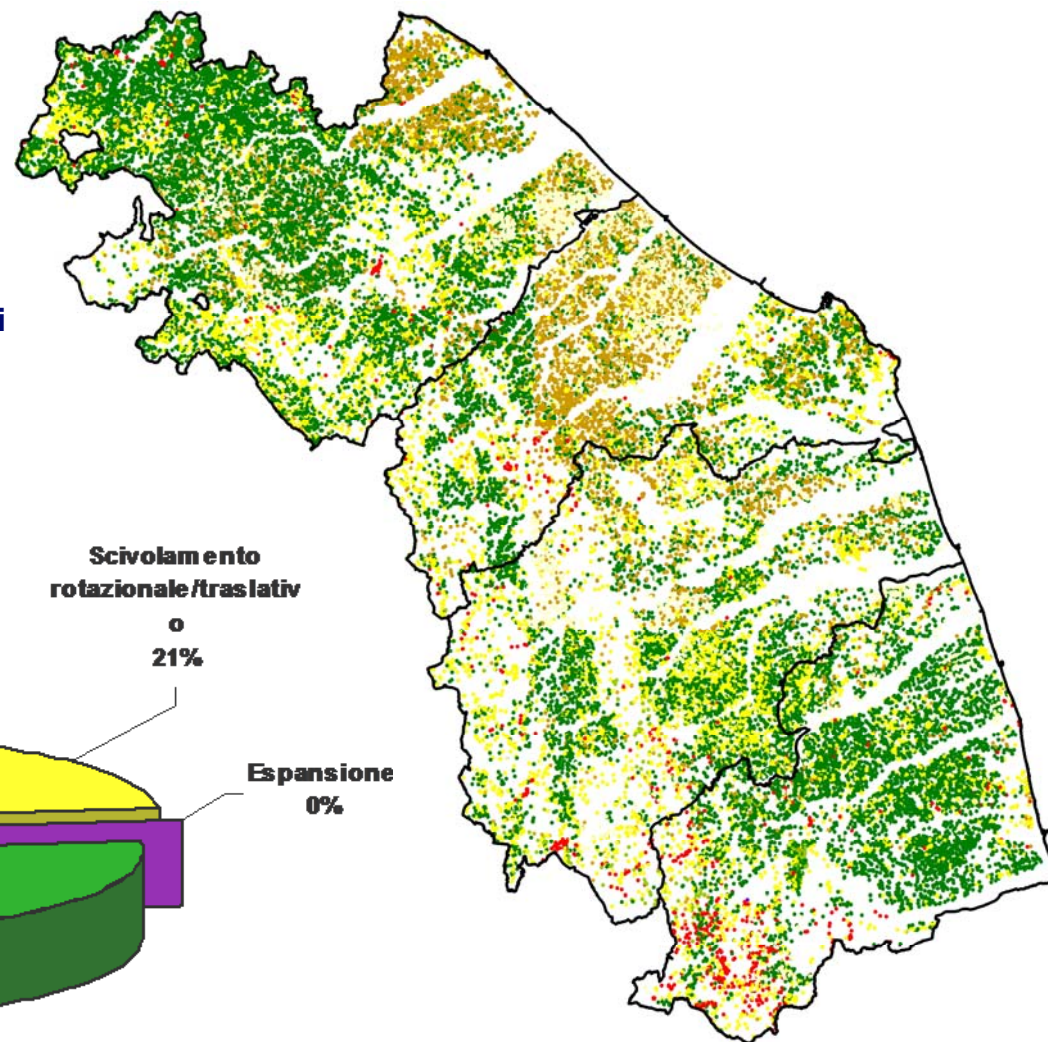 i
Scivolamento
rotazionale/traslativ
o
21%
Espansione
0%